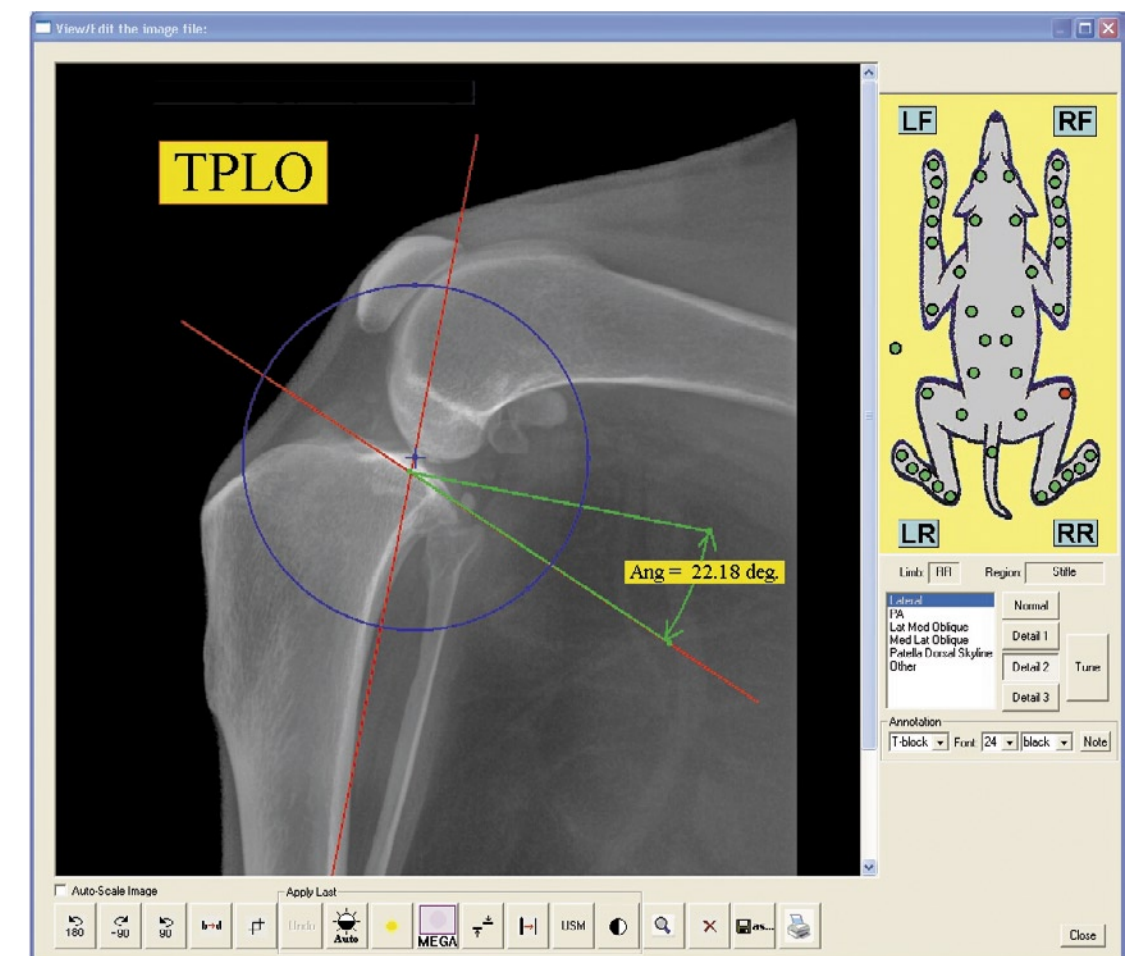 View/Edit the image file:
TPLO
Ang = 22.18 deg.
LF
RF
LR
RR
Limb: RR Region: Stifle
Lateral
PA
Lat Med Oblique
Med Lat Oblique
Patella Dorsal Skyline
Other
Normal
Detail 1
Detail 2
Detail 3
Tune
Annotation
T-block Font: 24 black Note
Auto-Scale Image
Apply Last
180
-90
90
b→d
Undo
Auto
MEGA
USM
as...
Close